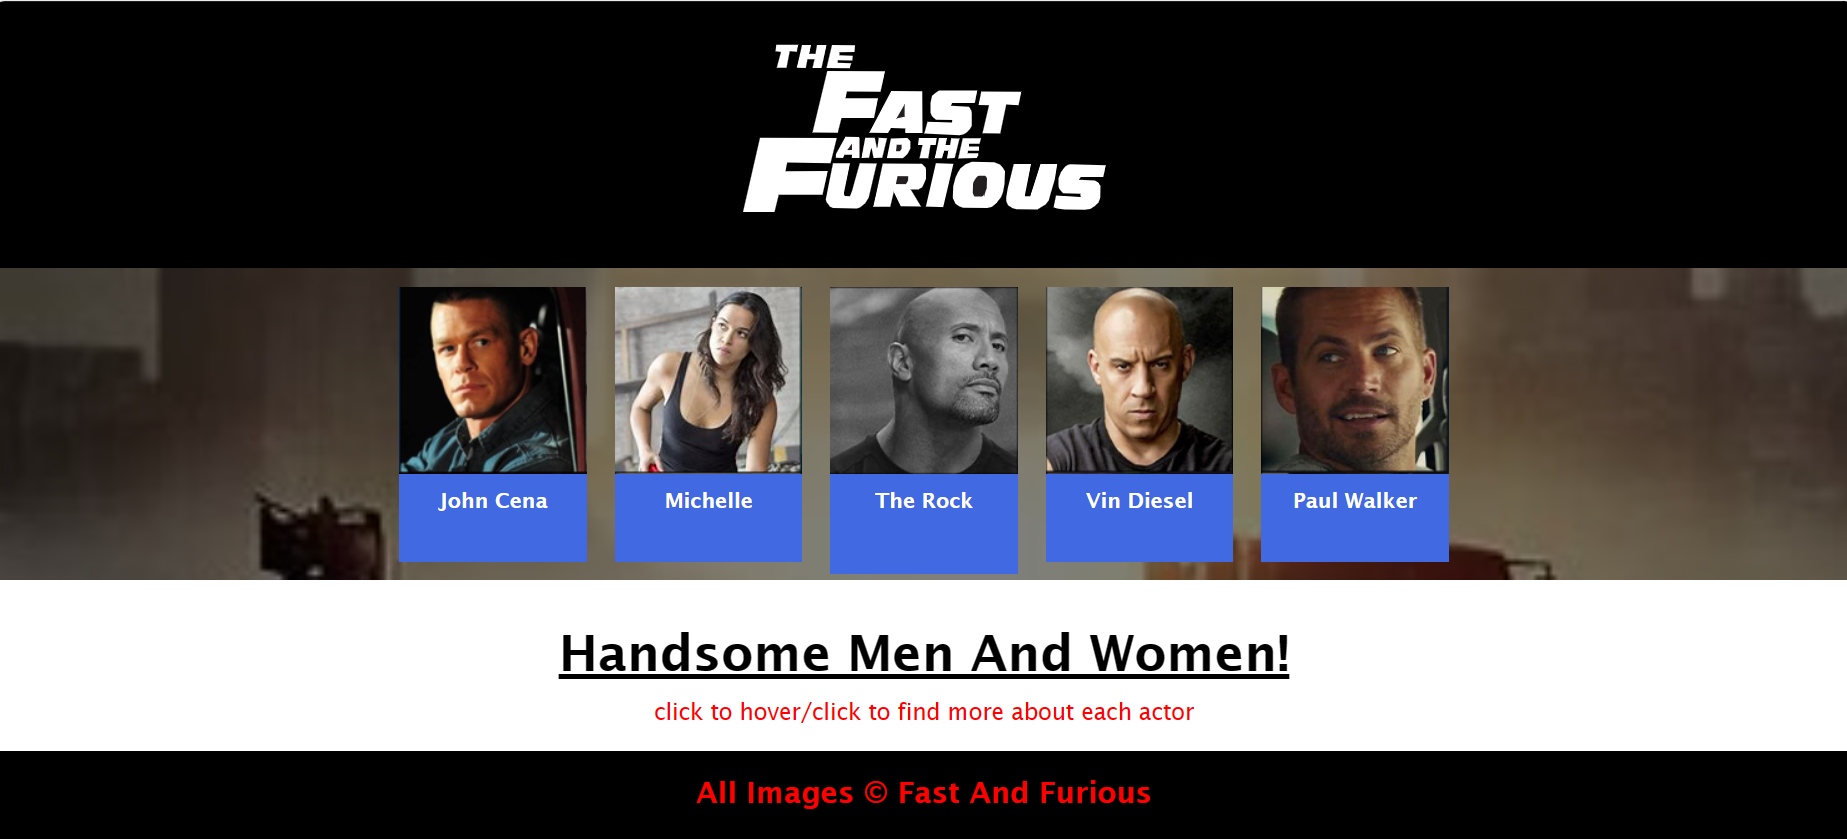 THE
FAST
AND THE
FURIOUS
John Cena
Michelle
The Rock
Vin Diesel
Paul Walker
Handsome Men And Women!
click to hover/click to find more about each actor
All Images © Fast And Furious